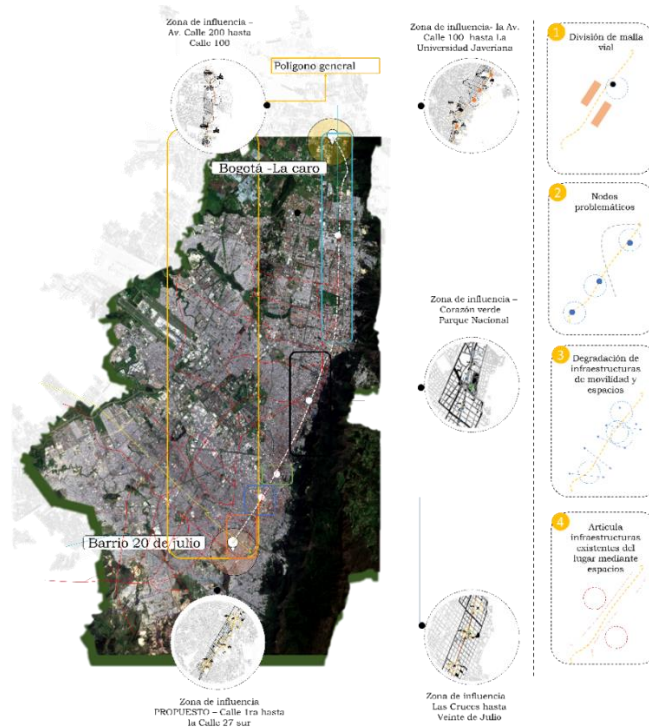 Zona de influencia –
Av. Calle 200 hasta
Calle 100
Polígono general
Zona de influencia- la Av.
Calle 100 hasta La
Universidad Javeriana
1
División de malla
vial
Bogotá -La caro
2
Nodos
problemáticos
Zona de influencia –
Corazón verde
Parque Nacional
3
Degradación de
infraestructuras
de movilidad y
espacios
4
Articula
infraestructuras
existentes del
lugar mediante
espacios
Barrio 20 de julio
Zona de influencia
PROPUESTO – Calle 1ra hasta
la Calle 27 sur
Zona de influencia
Las Cruces hasta
Veinte de Julio